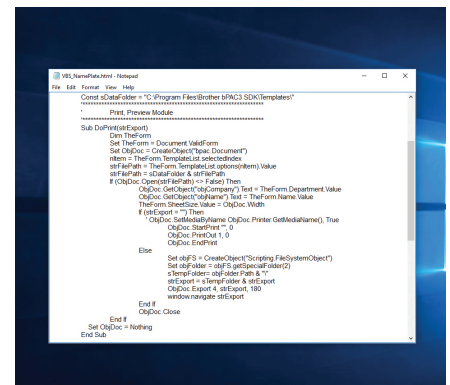 VBS_NamePlate.html - Notepad
File Edit Format View Help
Const sDataFolder = "C:\Program Files\Brother bPAC3 SDK\Templates\"
'*******************************************************************
' Print, Preview Module
'*******************************************************************
Sub DoPrint(strExport)
Dim TheForm
Set TheForm = Document.ValidForm
Set ObjDoc = CreateObject("bpac.Document")
nItem = TheForm.TemplateList.selectedIndex
strFilePath = TheForm.TemplateList.options(nItem).Value
strFilePath = sDataFolder & strFilePath
If (ObjDoc.Open(strFilePath) <> False) Then
ObjDoc.GetObject("objCompany").Text = TheForm.Department.Value
ObjDoc.GetObject("objName").Text = TheForm.Name.Value
TheForm.SheetSize.Value = ObjDoc.Width
If (strExport = "") Then
' ObjDoc.SetMediaByName ObjDoc.Printer.GetMediaName(), True
ObjDoc.StartPrint "", 0
ObjDoc.PrintOut 1, 0
ObjDoc.EndPrint
Else
Set objFS = CreateObject("Scripting.FileSystemObject")
Set objFolder = objFS.getSpecialFolder(2)
sTempFolder= objFolder.Path & "\"
strExport = sTempFolder & strExport
ObjDoc.Export 4, strExport, 180
window.navigate strExport
End If
ObjDoc.Close
End If
Set ObjDoc = Nothing
End Sub